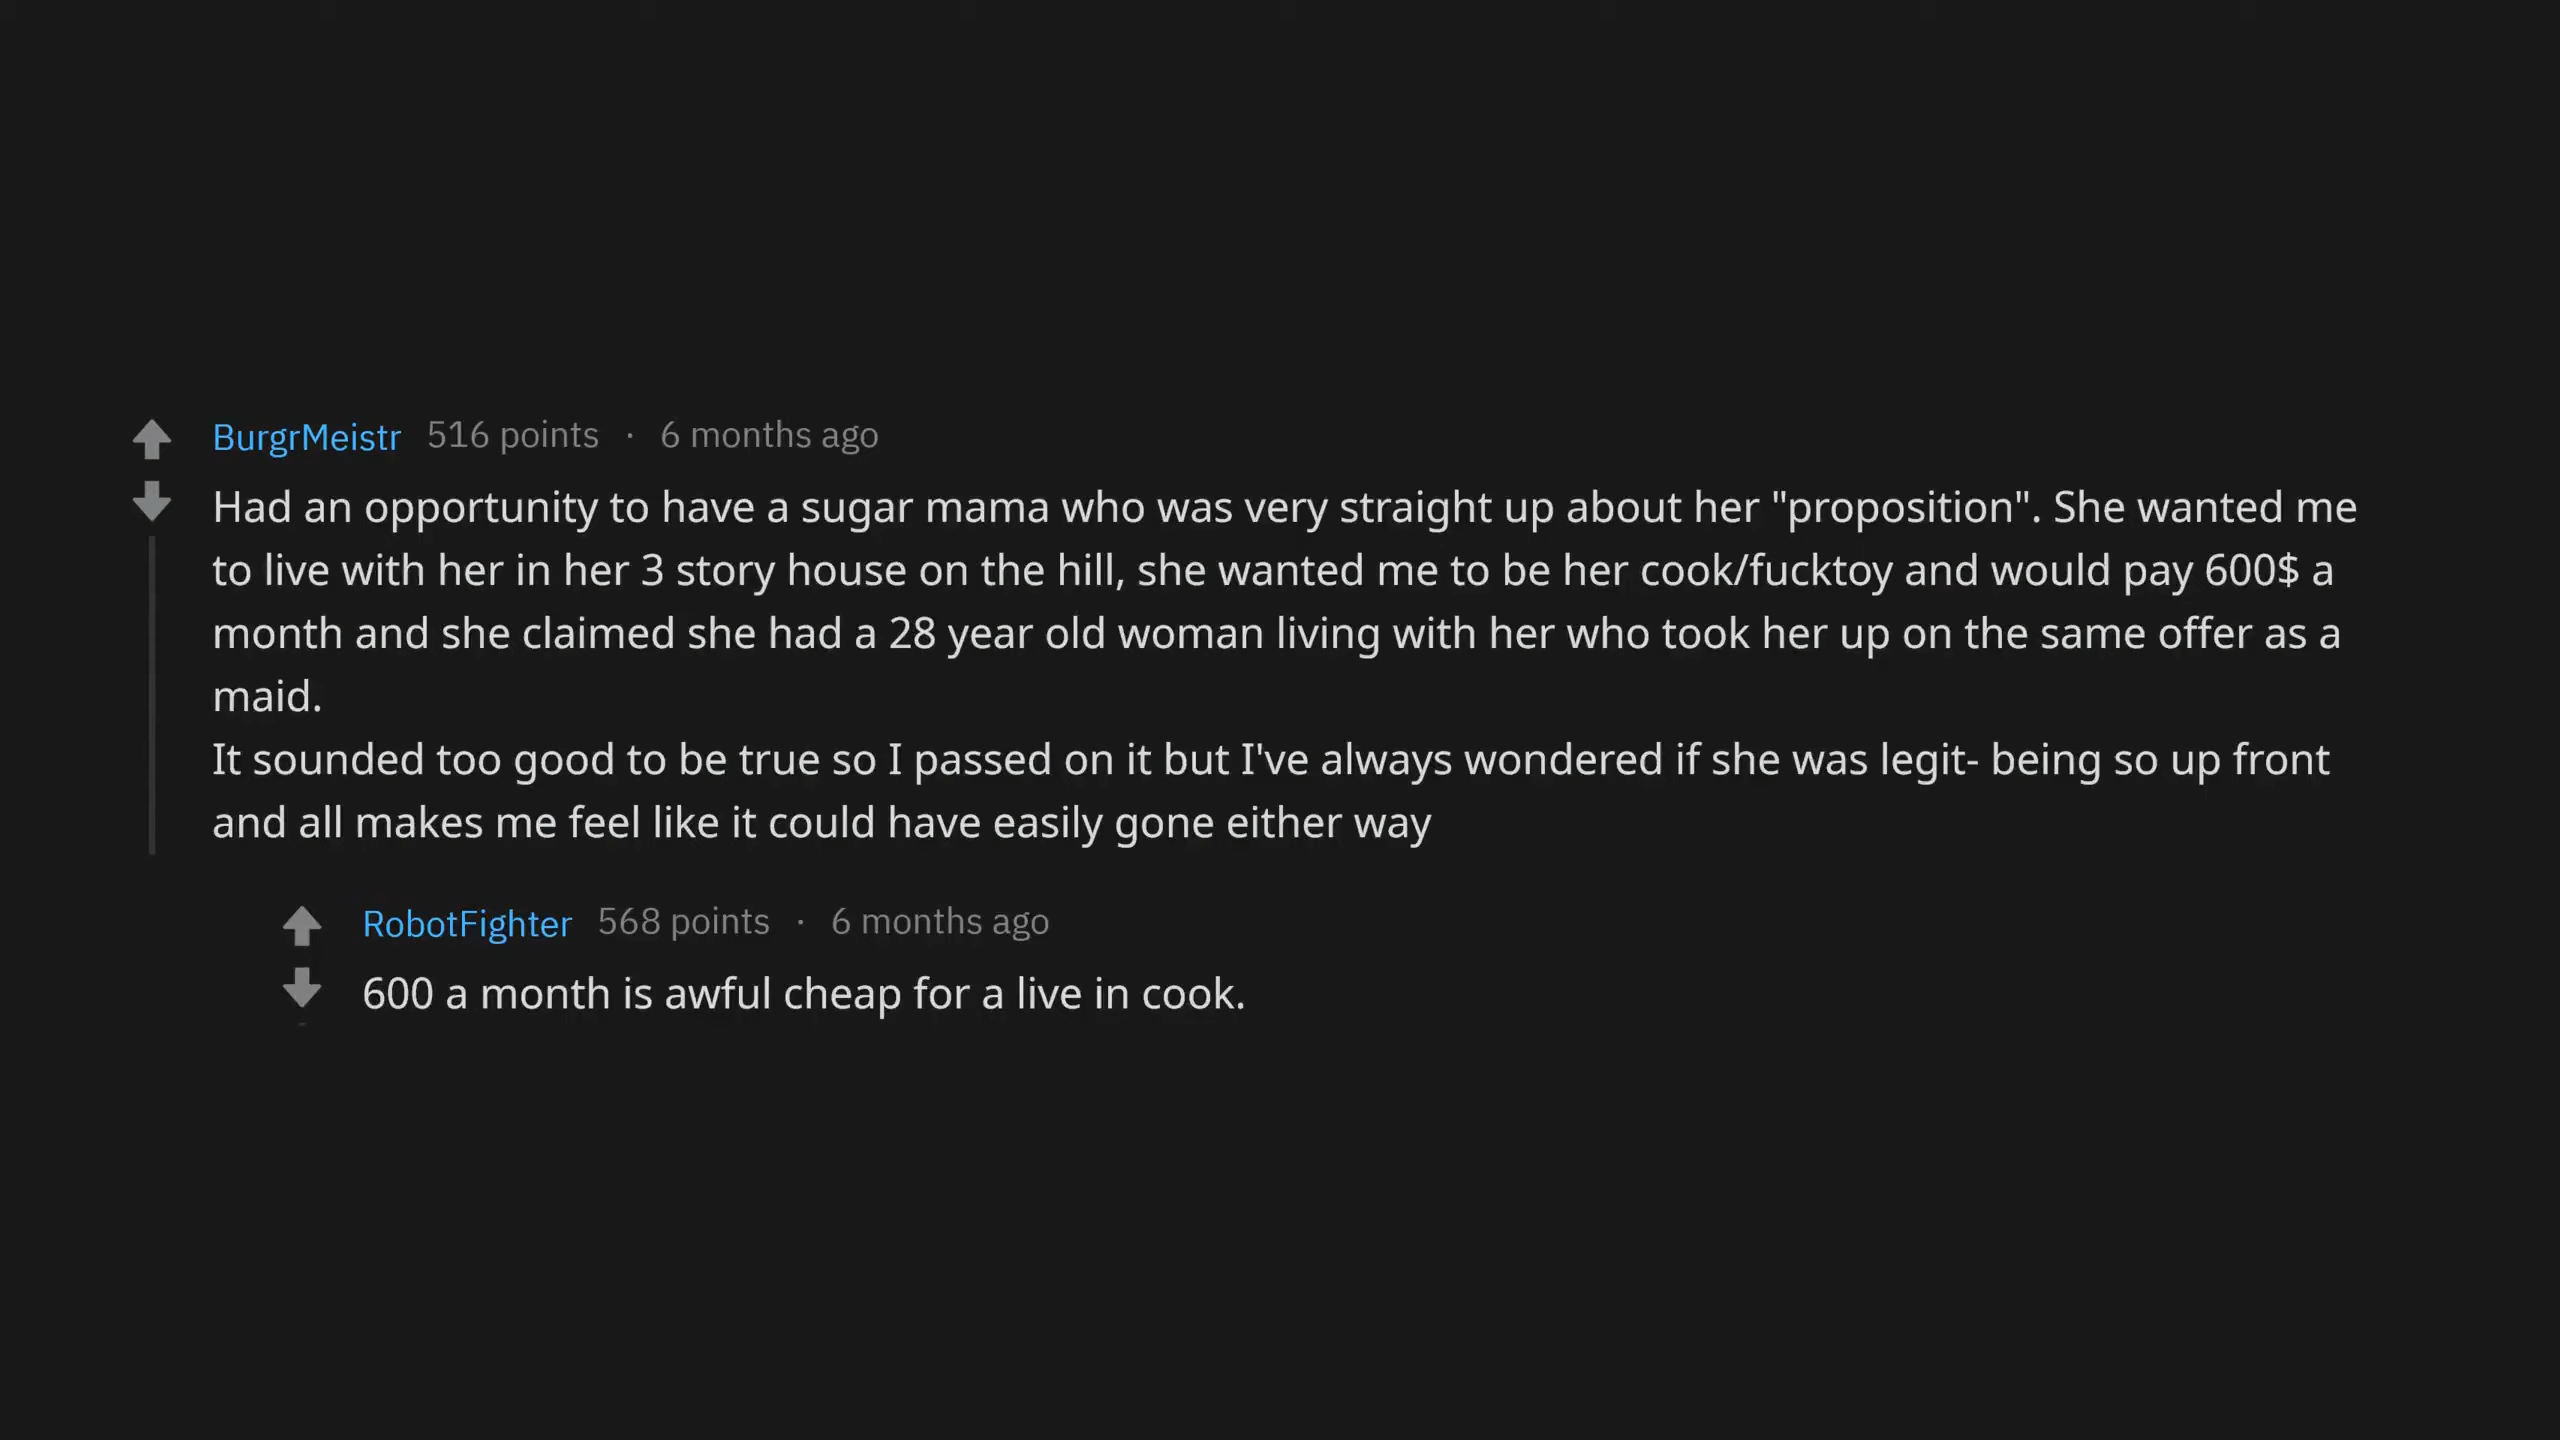 BurgrMeistr 516 points · 6 months ago
Had an opportunity to have a sugar mama who was very straight up about her "proposition". She wanted me
to live with her in her 3 story house on the hill, she wanted me to be her cook/fucktoy and would pay 600$ a
month and she claimed she had a 28 year old woman living with her who took her up on the same offer as a
maid.
It sounded too good to be true so I passed on it but I've always wondered if she was legit- being so up front
and all makes me feel like it could have easily gone either way
RobotFighter 568 points · 6 months ago
600 a month is awful cheap for a live in cook.